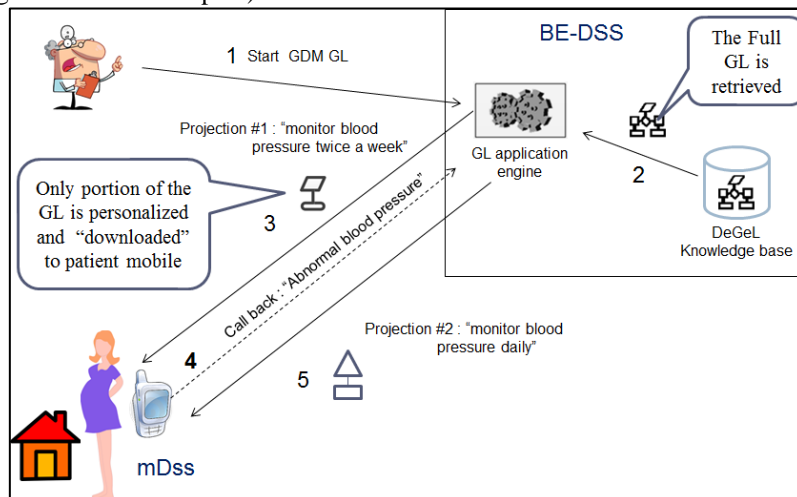 BE-DSS
The Full
GL is
retrieved
1 Start GDM GL
Projection #1 : "monitor blood
pressure twice a week"
GL application
engine
2
DeGeL
Knowledge base
Only portion of the
GL is personalized
and "downloaded"
to patient mobile
3
Call back : "Abnormal blood pressure"
4
Projection #2 : "monitor blood
pressure daily"
5
mDss